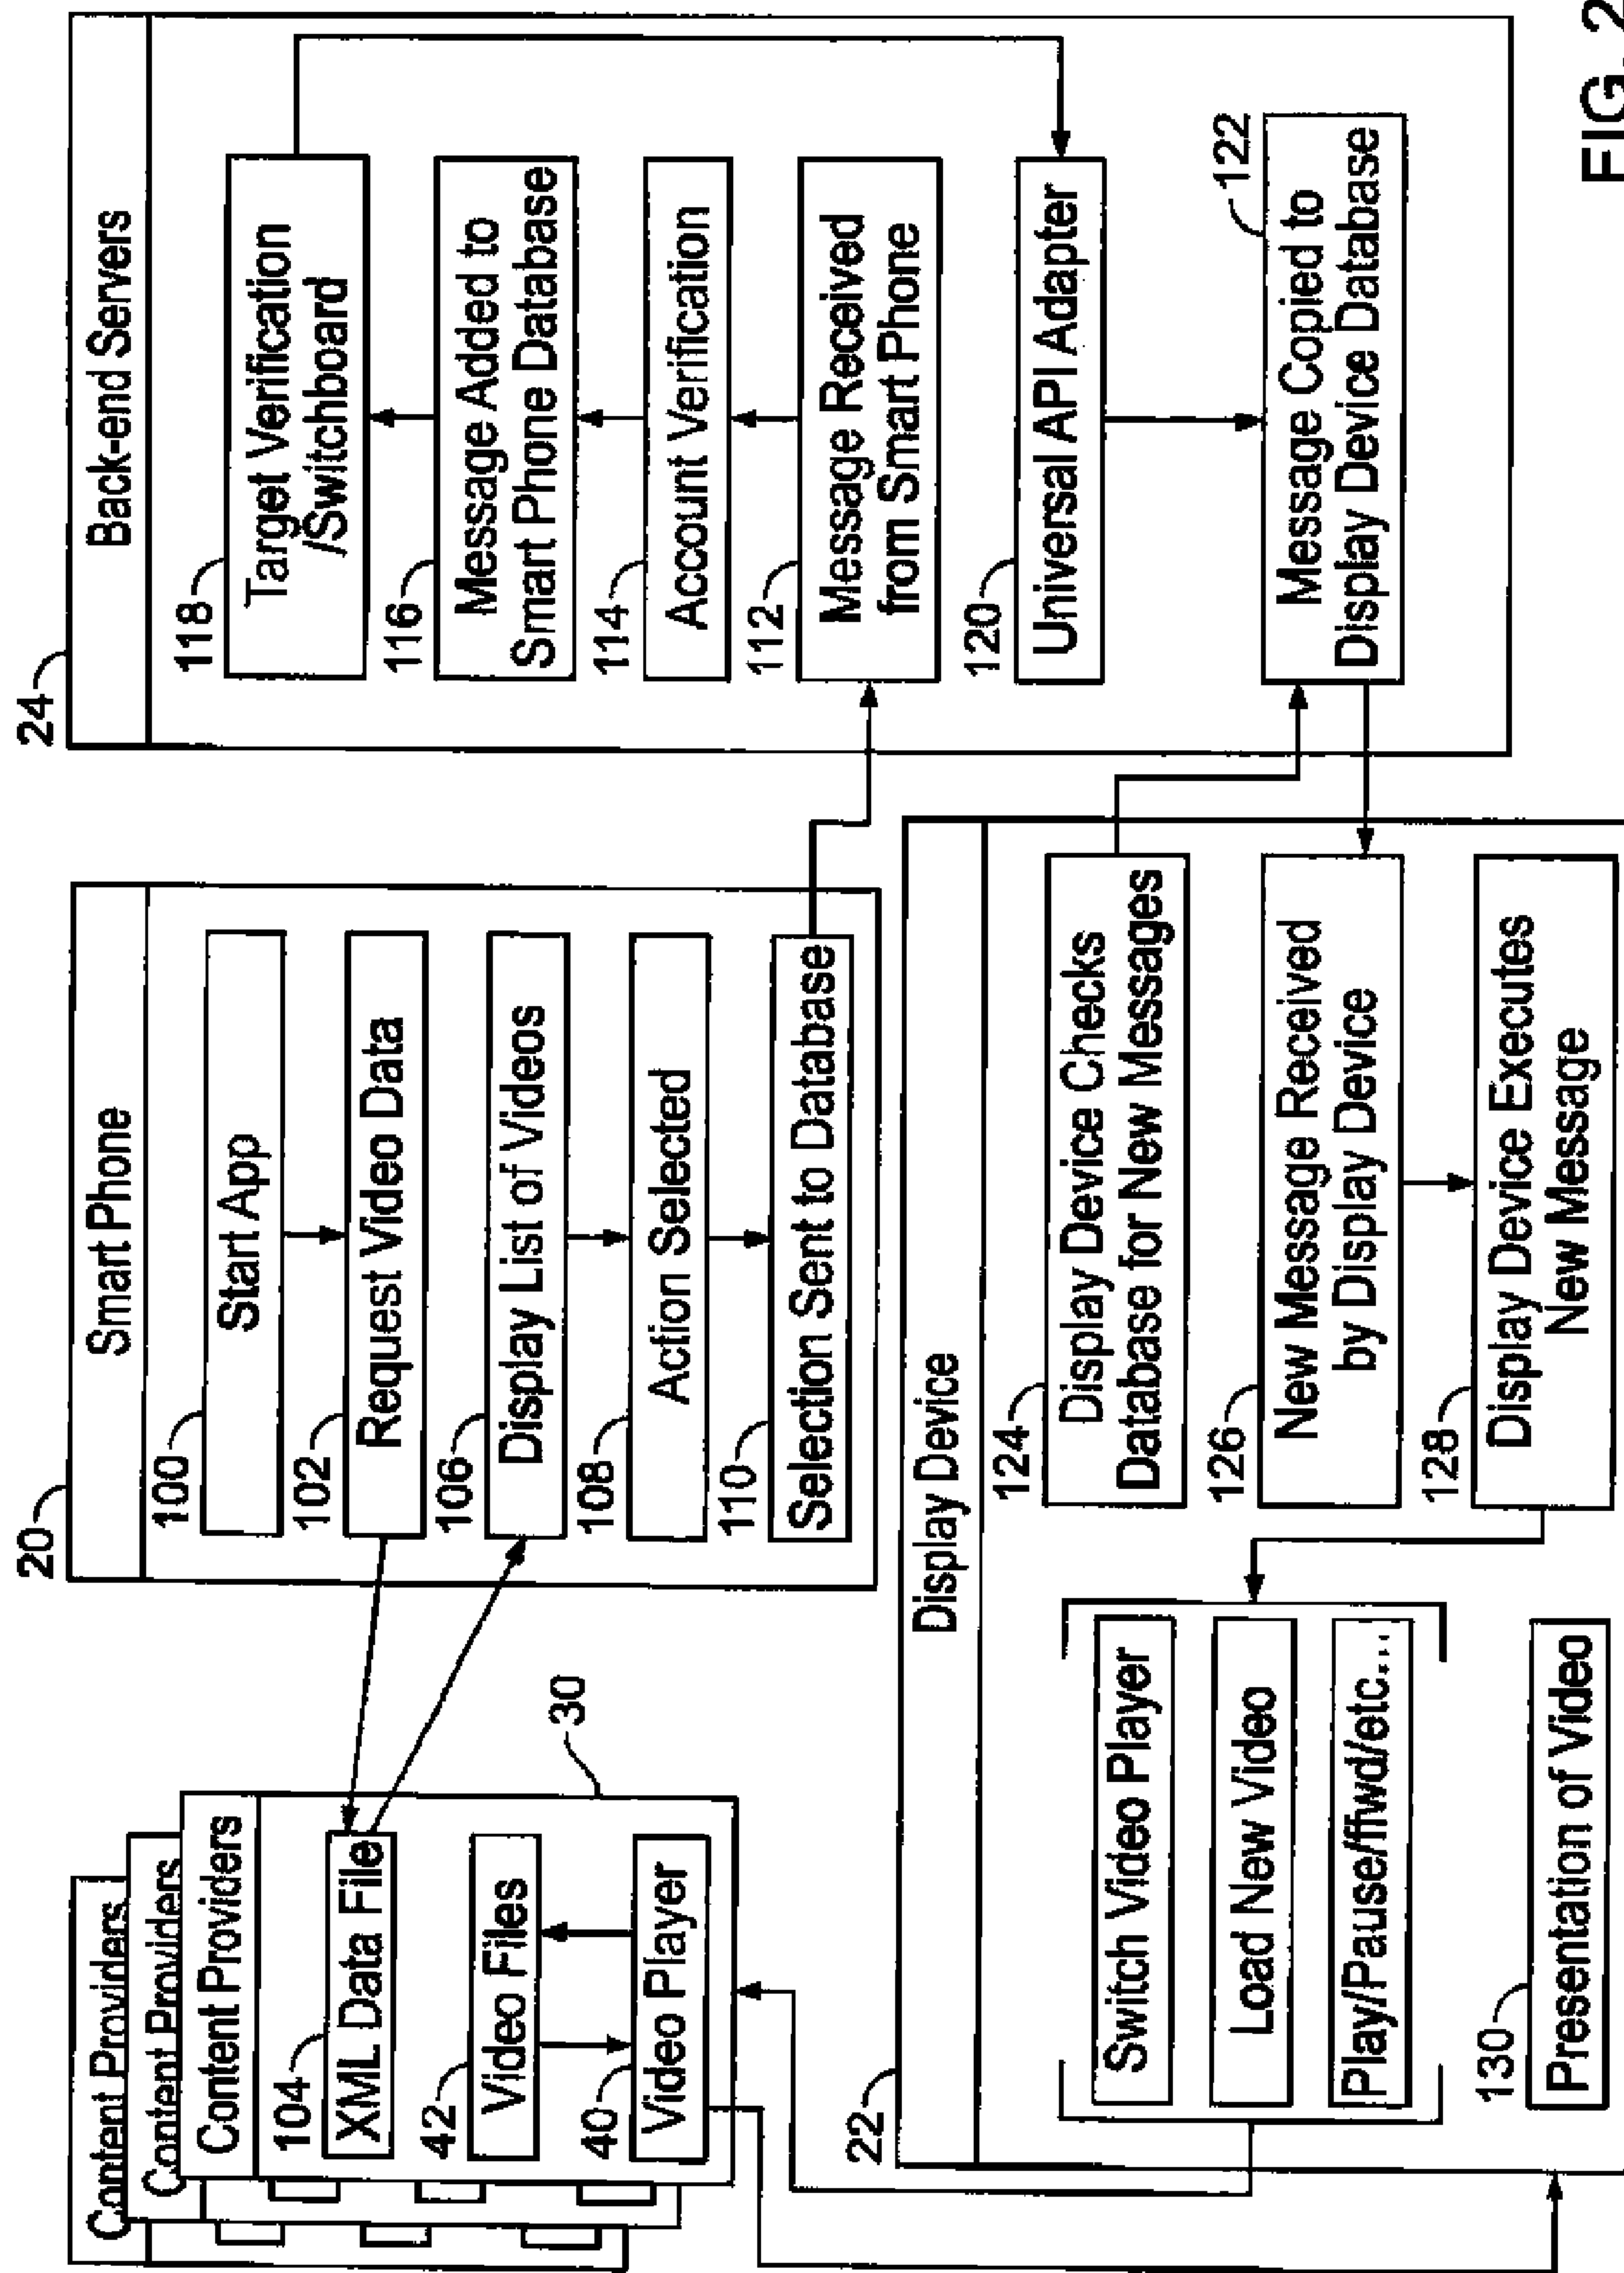 Content Providers
Content Providers
Content Providers
104
XML Data File
42
Video Files
40
Video Player
30
20
Smart Phone
100
Start App
102
Request Video Data
106
Display List of Videos
108
Action Selected
110
Selection Sent to Database
24
Back-end Servers
118
Target Verification
/Switchboard
116
Message Added to
Smart Phone Database
114
Account Verification
112
Message Received
from Smart Phone
120
Universal API Adapter
122
Message Copied to
Display Device Database
22
Display Device
124
Display Device Checks
Database for New Messages
126
New Message Received
by Display Device
128
Display Device Executes
New Message
Switch Video Player
Load New Video
Play/Pause/ffwd/etc...
130
Presentation of Video
FIG. 2